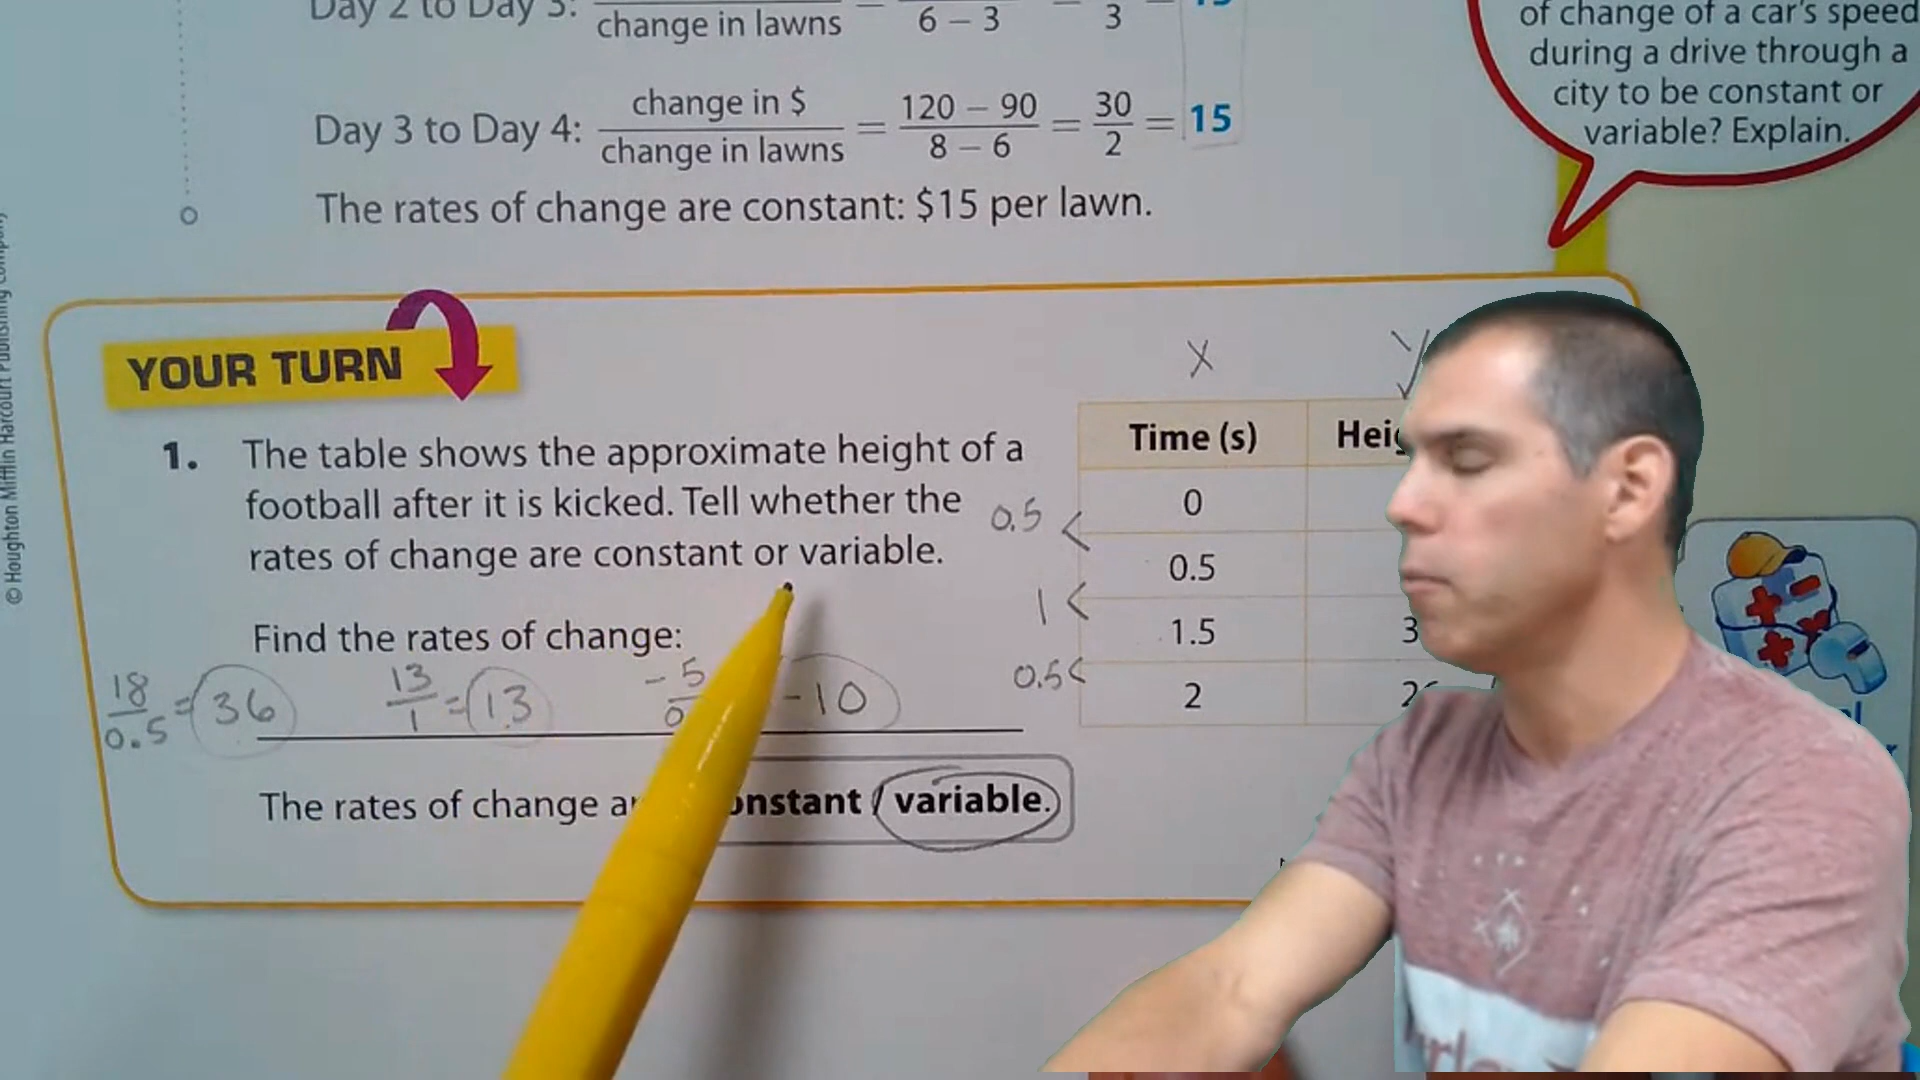 Day 2 to Day 3: change in lawns = 6 – 3 = 3 =
of change of a car's speed
during a drive through a
city to be constant or
variable? Explain.
Day 3 to Day 4: change in $ / change in lawns = 120 – 90 / 8 – 6 = 30 / 2 = 15
The rates of change are constant: $15 per lawn.
© Houghton Mifflin Harcourt Publishing Company
YOUR TURN
x y
Time (s)
0
0.5
1.5 3
2 2
0.5 <
1 <
0.5 <
1. The table shows the approximate height of a
football after it is kicked. Tell whether the
rates of change are constant or variable.
Find the rates of change:
18 / 0.5 = 36 13 / 1 = 13 -5 / 0 -10
The rates of change constant / variable.